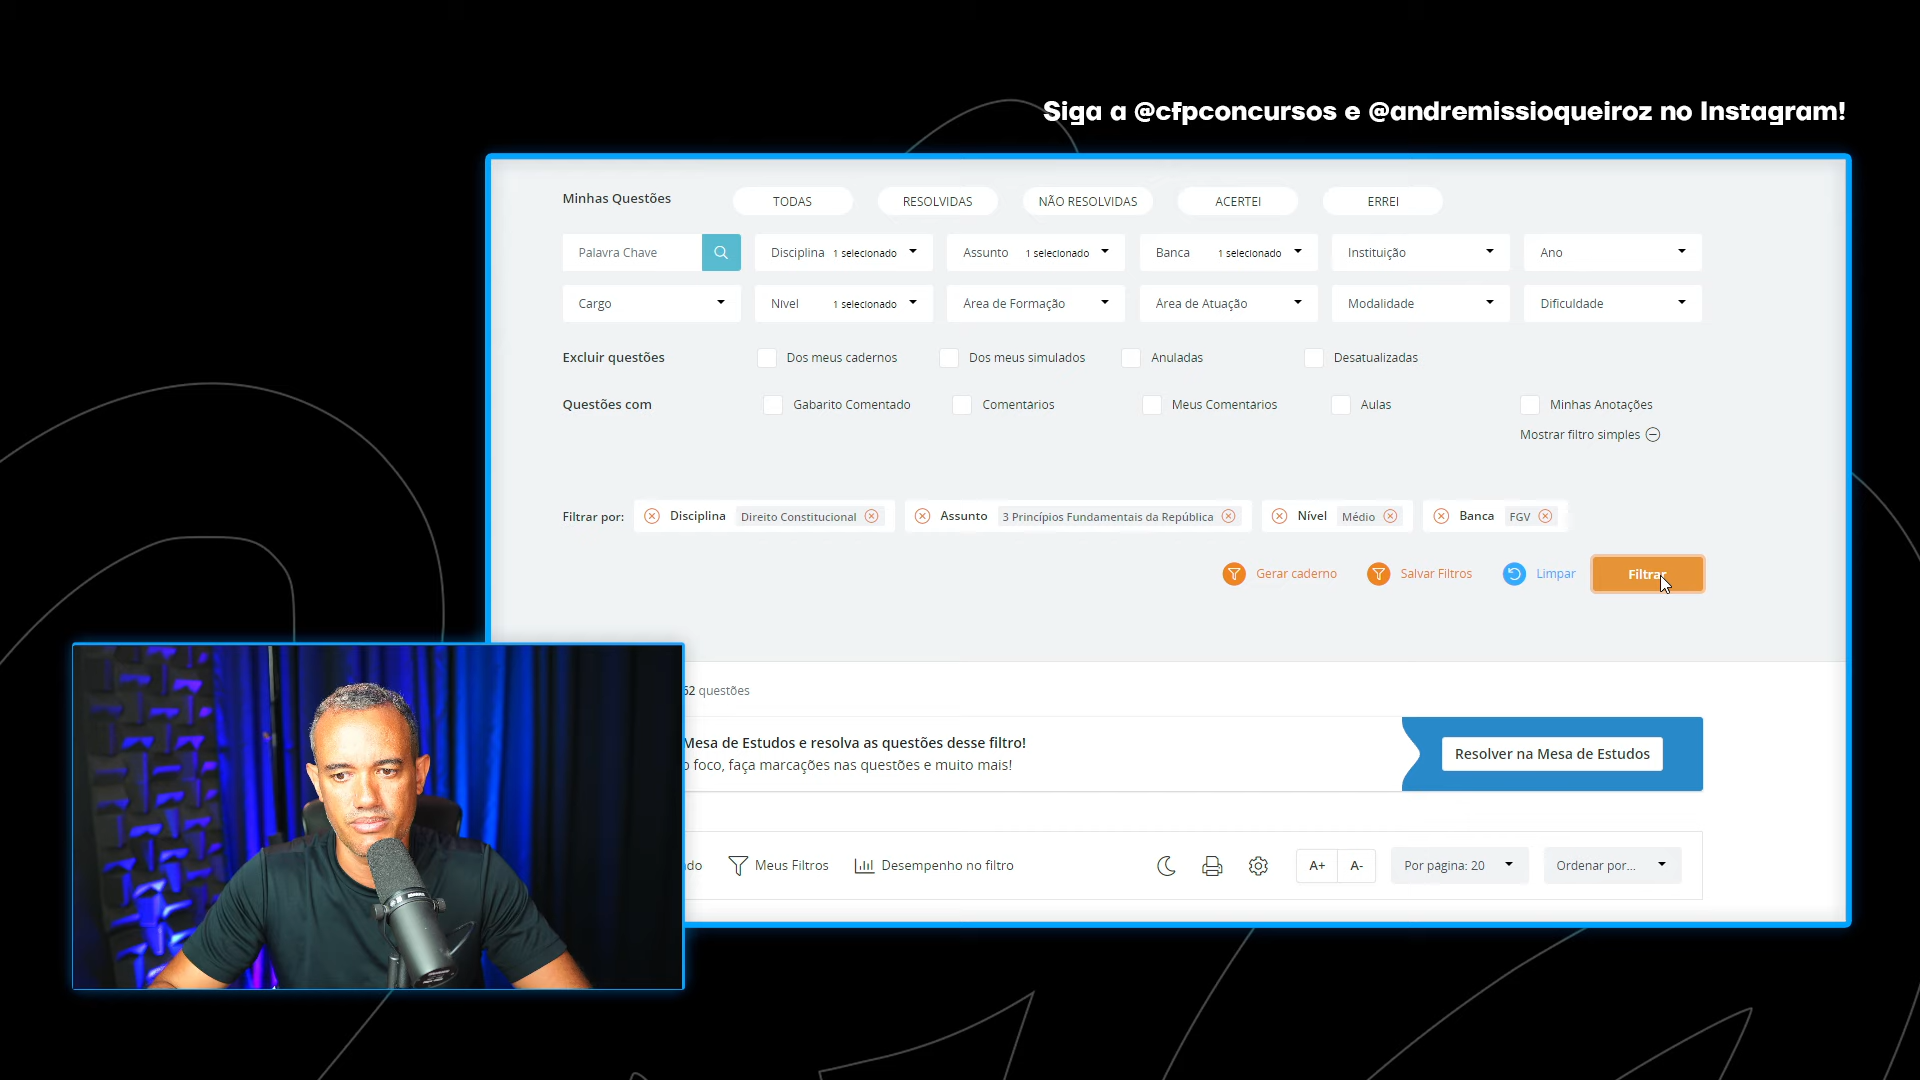 Siga a @cfpconcursos e @andremissioqueiroz no Instagram!
Minhas Questões TODAS RESOLVIDAS NÃO RESOLVIDAS ACERTEI ERREI
Palavra Chave Disciplina 1 selecionado Assunto 1 selecionado Banca 1 selecionado Instituição Ano
Cargo Nível 1 selecionado Área de Formação Área de Atuação Modalidade Dificuldade
Excluir questões Dos meus cadernos Dos meus simulados Anuladas Desatualizadas
Questões com Gabarito Comentado Comentários Meus Comentários Aulas Minhas Anotações
Mostrar filtro simples
Filtrar por: Disciplina Direito Constitucional Assunto 3 Princípios Fundamentais da República Nível Médio Banca FGV
Gerar caderno Salvar Filtros Limpar Filtrar
questões
Mesa de Estudos e resolva as questões desse filtro!
foco, faça marcações nas questões e muito mais!
Resolver na Mesa de Estudos
Meus Filtros Desempenho no filtro A+ A- Por página: 20 Ordenar por...